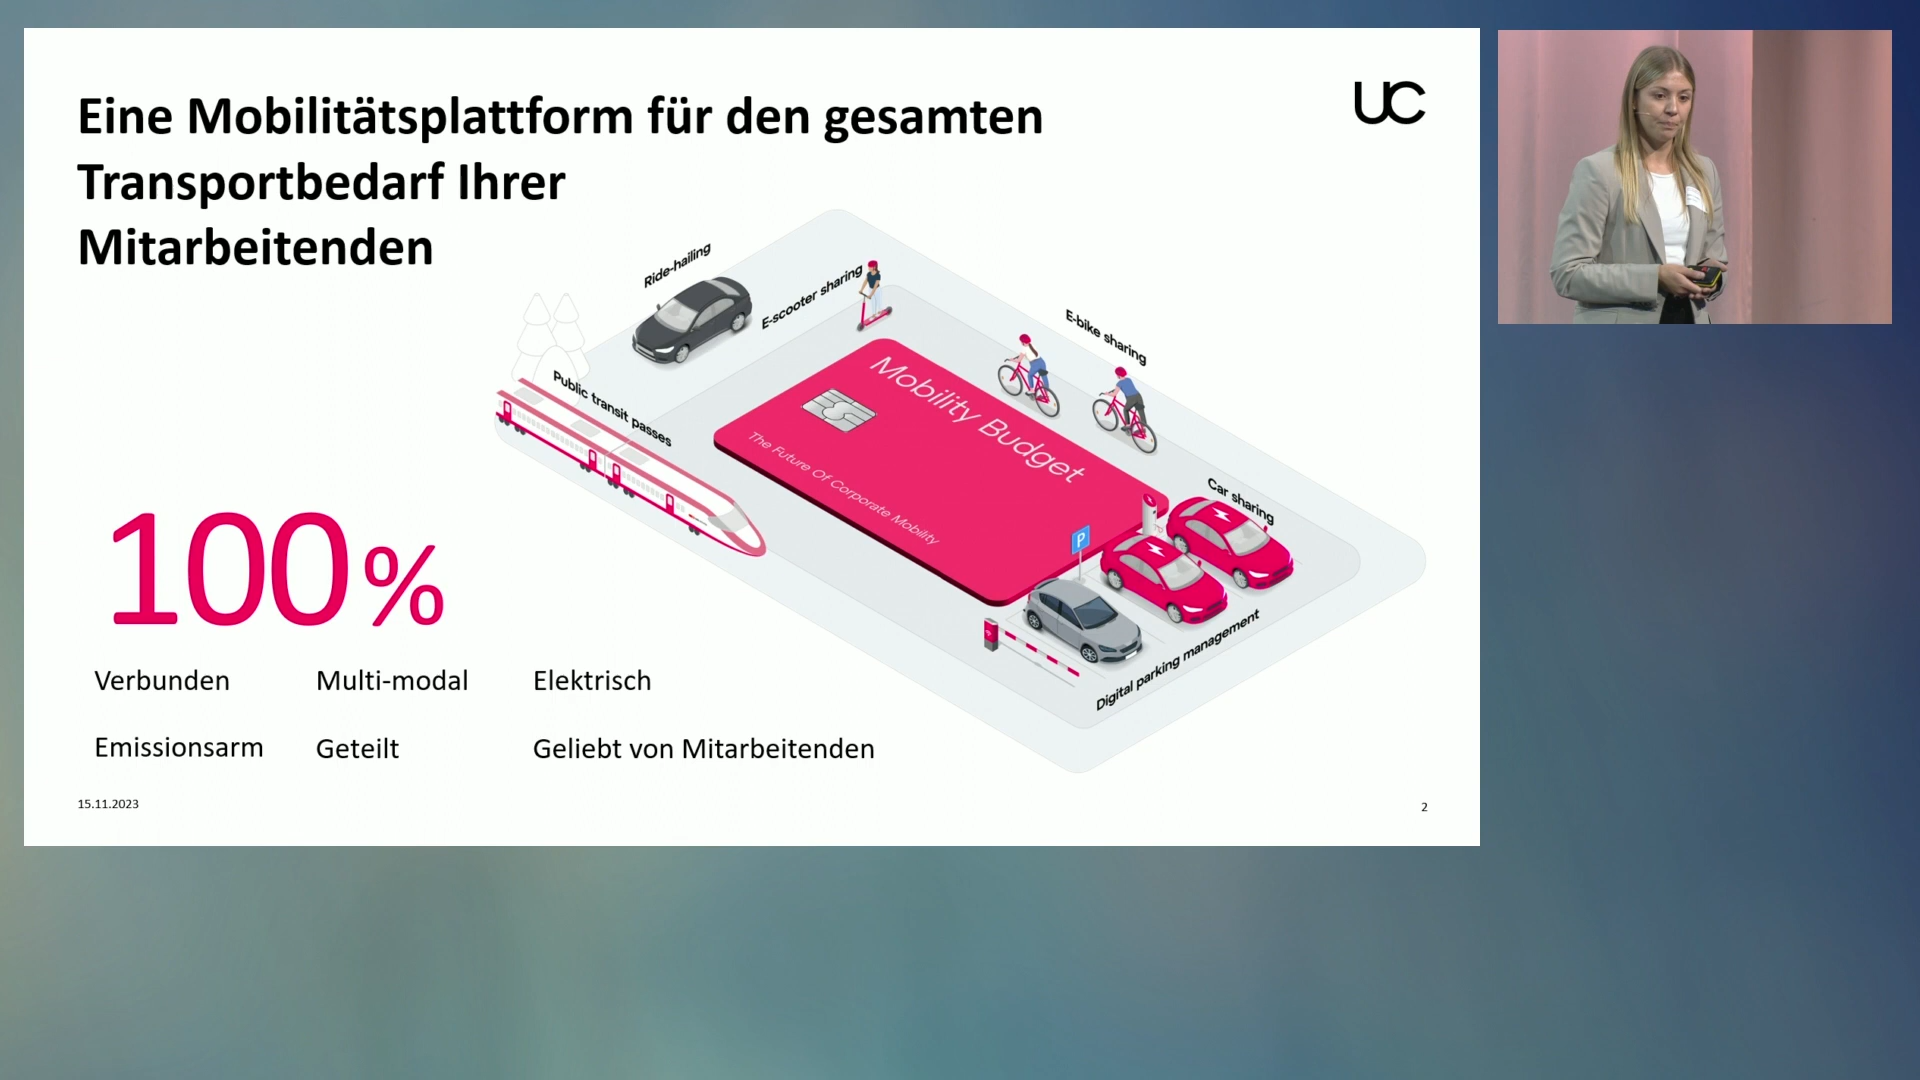 Eine Mobilitätsplattform für den gesamten
Transportbedarf Ihrer
Mitarbeitenden
UC
Ride-hailing
E-scooter sharing
E-bike sharing
Public transit passes
Mobility Budget
The Future Of Corporate Mobility
Car sharing
P
Digital parking management
100%
Verbunden Multi-modal Elektrisch
Emissionsarm Geteilt Geliebt von Mitarbeitenden
15.11.2023
2